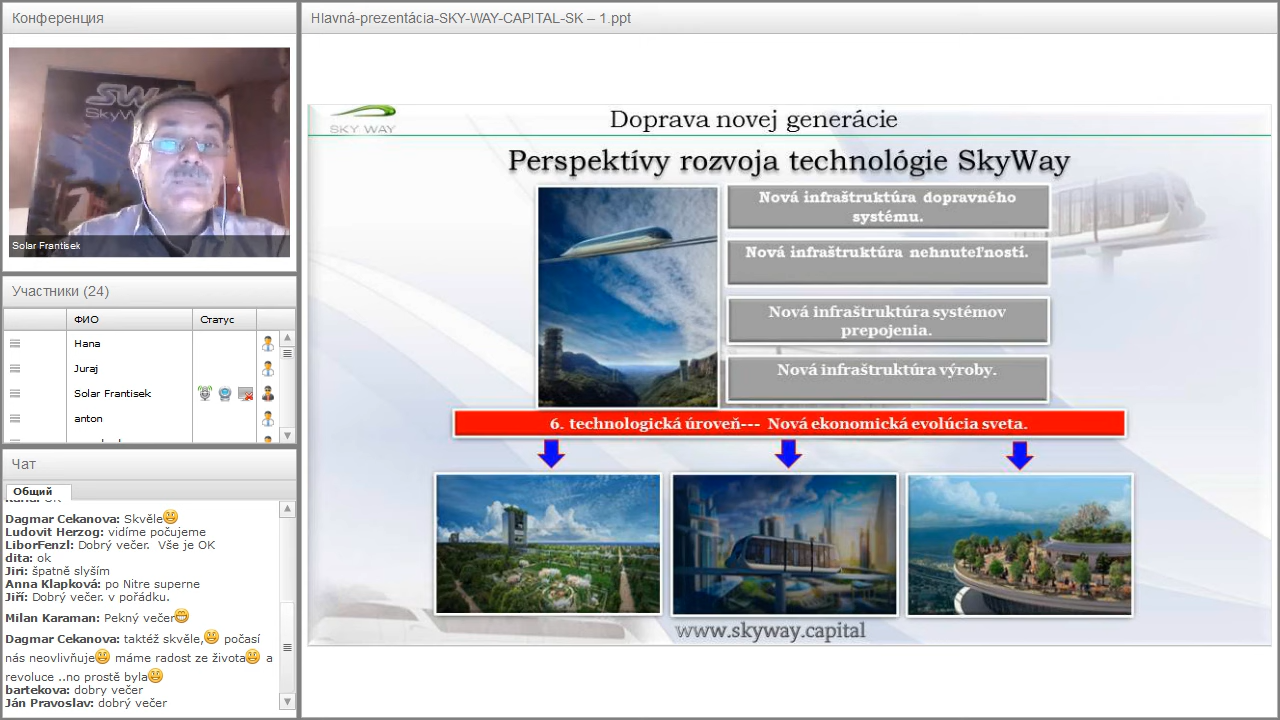 Конференция
SkyW
Solar Frantisek
Участники (24)
ФИО
Статус
Hana
Juraj
Solar Frantisek
anton
Чат
Общий
Dagmar Cekanova: Skvěle
Ludovit Herzog: vidíme počujeme
LiborFenzl: Dobrý večer. Vše je OK
dita: ok
Jiri: špatně slyším
Anna Klapková: po Nitre superne
Jiří: Dobrý večer. v pořádku.
Milan Karaman: Pekný večer
Dagmar Cekanova: taktéž skvěle, počasí
nás neovlivňuje máme radost ze života a
revoluce ..no prostě byla
bartekova: dobry večer
Ján Pravoslav: dobrý večer
Hlavná-prezentácia-SKY-WAY-CAPITAL-SK – 1.ppt
SKY WAY
Doprava novej generácie
Perspektívy rozvoja technológie SkyWay
Nová infraštruktúra dopravného
systému.
Nová infraštruktúra nehnuteľností.
Nová infraštruktúra systémov
prepojenia.
Nová infraštruktúra výroby.
6. technologická úroveň--- Nová ekonomická evolúcia sveta.
www.skyway.capital